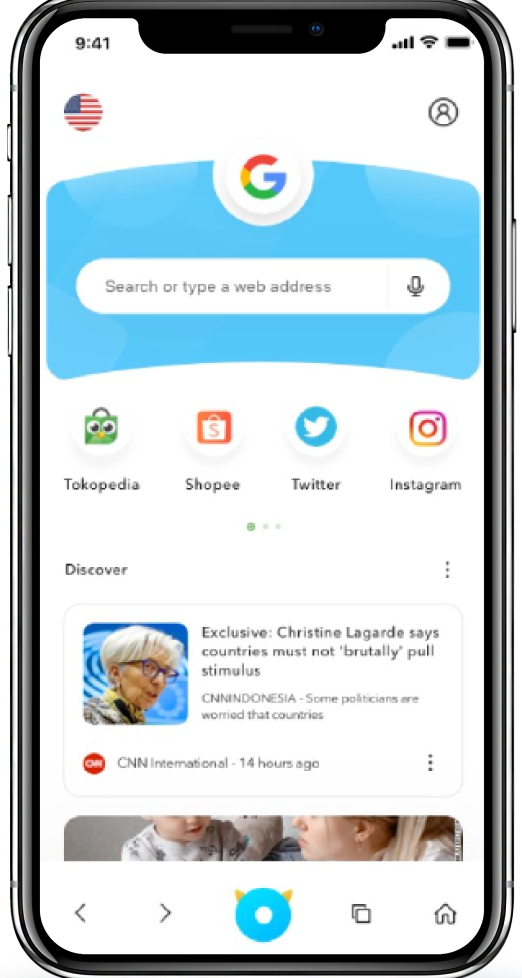 9:41
G
Search or type a web address
Tokopedia
Shopee
Twitter
Instagram
Discover
Exclusive: Christine Lagarde says
countries must not 'brutally' pull
stimulus
CNNINDONESIA - Some politicians are
worried that countries
CNN
CNN International - 14 hours ago